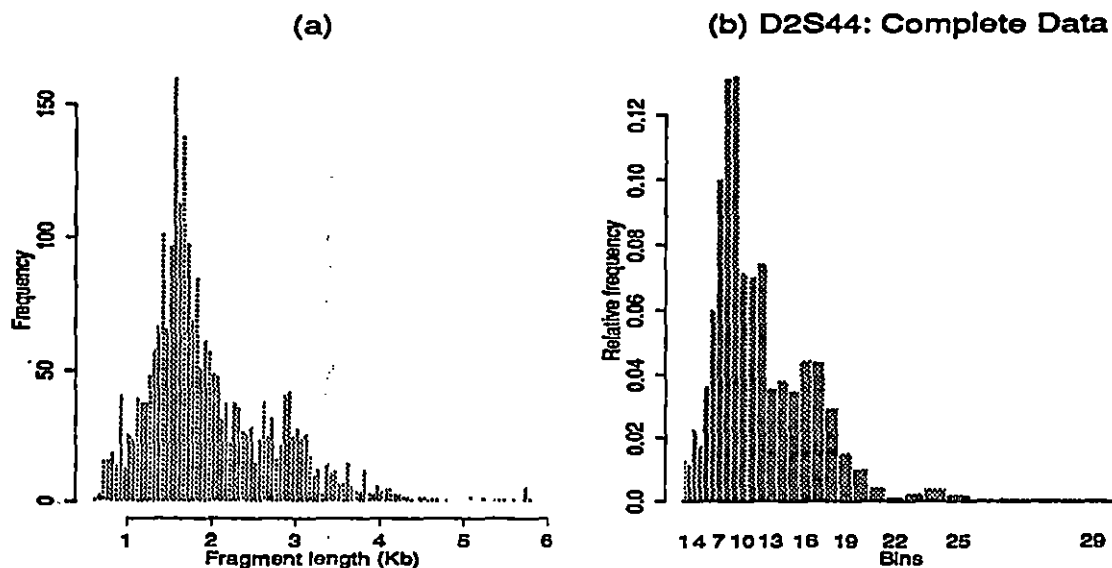 (a)
150
100
50
0
Frequency
1 2 3 4 5 6
Fragment length (Kb)
(b) D2S44: Complete Data
0.12
0.10
0.08
0.06
0.04
0.02
0.0
Relative frequency
1 4 7 10 13 16 19 22 25 29
Bins